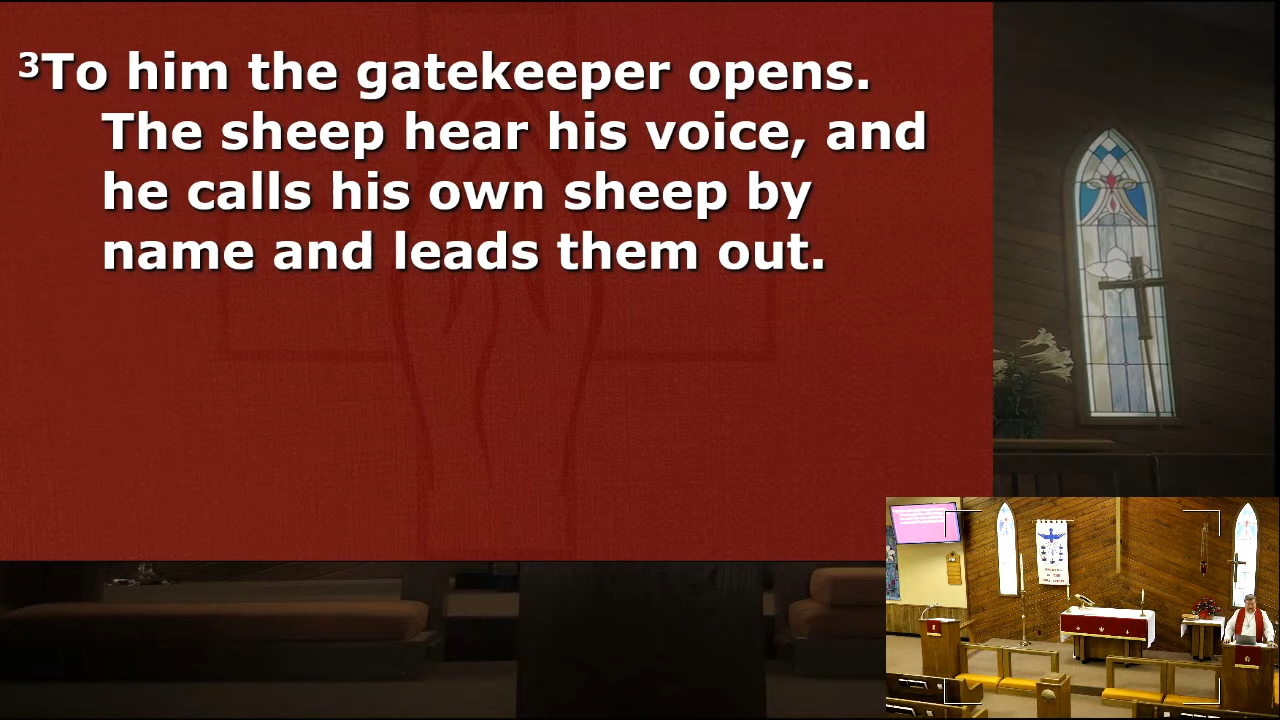 3To him the gatekeeper opens.
The sheep hear his voice, and
he calls his own sheep by
name and leads them out.